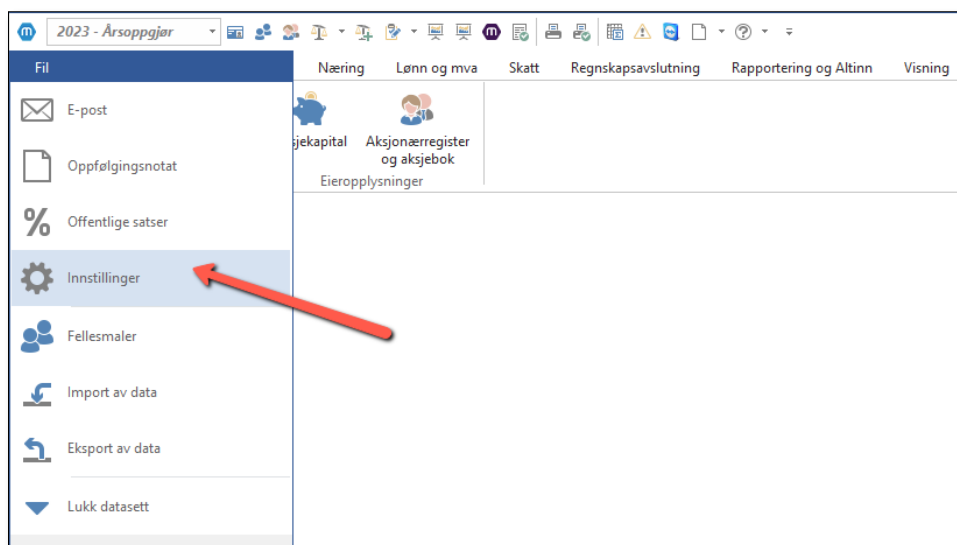 2023 - Årsoppgjør
Fil
Næring
Lønn og mva
Skatt
Regnskapsavslutning
Rapportering og Altinn
Visning
E-post
Oppfølgingsnotat
Offentlige satser
Innstillinger
Fellesmaler
Import av data
Eksport av data
Lukk datasett
sjekapital
Aksjonærregister
og aksjebok
Eieropplysninger